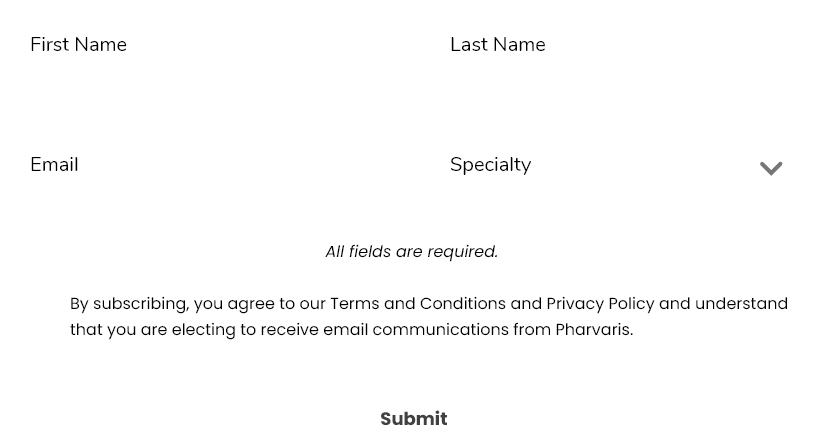 First Name
Last Name
Email
Specialty
All fields are required.
By subscribing, you agree to our Terms and Conditions and Privacy Policy and understand
that you are electing to receive email communications from Pharvaris.
Submit